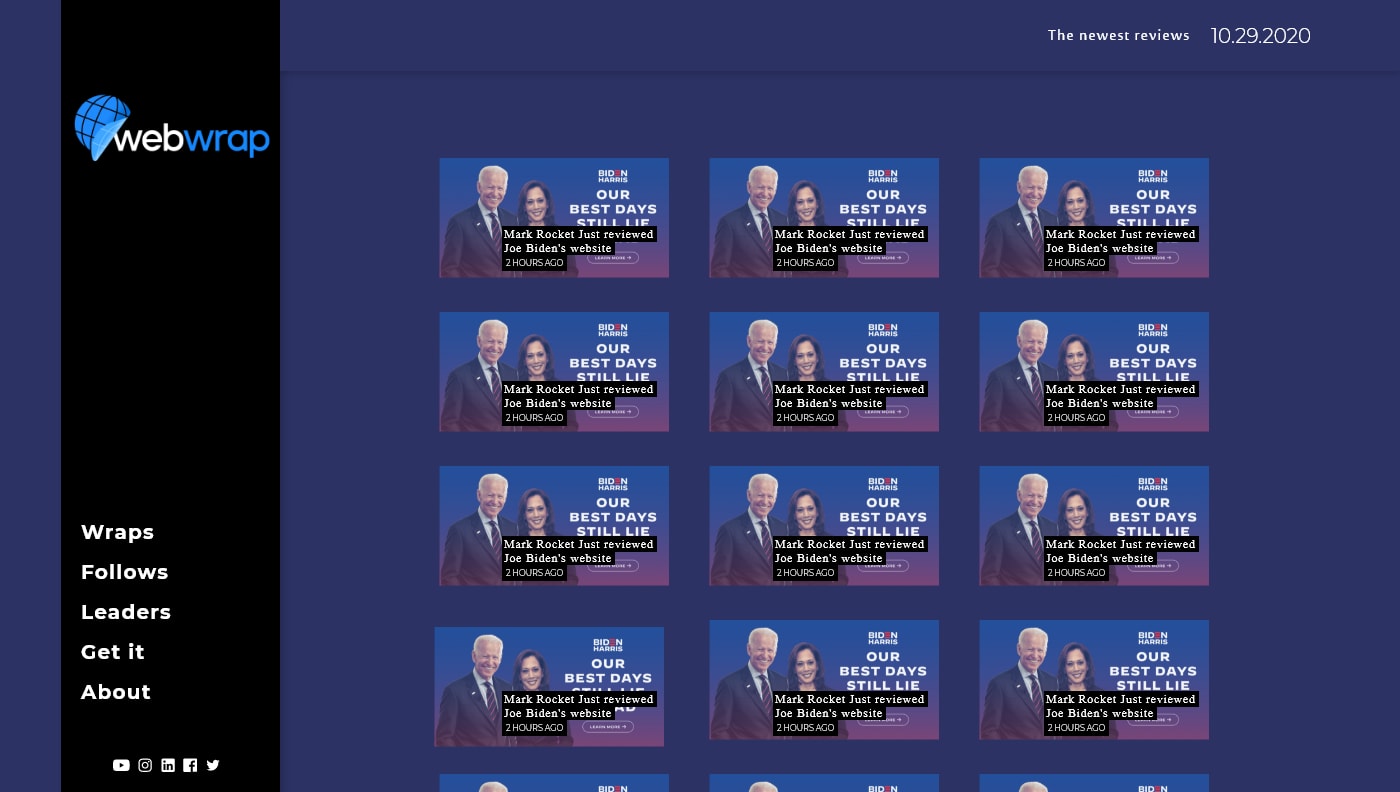 The newest reviews 10.29.2020
webwrap
BIDEN
HARRIS
OUR
BEST DAYS
STILL LIE
Mark Rocket Just reviewed
Joe Biden's website
LEARN MORE →
2 HOURS AGO
BIDEN
HARRIS
OUR
BEST DAYS
STILL LIE
Mark Rocket Just reviewed
Joe Biden's website
LEARN MORE →
2 HOURS AGO
BIDEN
HARRIS
OUR
BEST DAYS
STILL LIE
Mark Rocket Just reviewed
Joe Biden's website
LEARN MORE →
2 HOURS AGO
BIDEN
HARRIS
OUR
BEST DAYS
STILL LIE
Mark Rocket Just reviewed
Joe Biden's website
LEARN MORE →
2 HOURS AGO
BIDEN
HARRIS
OUR
BEST DAYS
STILL LIE
Mark Rocket Just reviewed
Joe Biden's website
LEARN MORE →
2 HOURS AGO
BIDEN
HARRIS
OUR
BEST DAYS
STILL LIE
Mark Rocket Just reviewed
Joe Biden's website
LEARN MORE →
2 HOURS AGO
BIDEN
HARRIS
OUR
BEST DAYS
STILL LIE
Mark Rocket Just reviewed
Joe Biden's website
LEARN MORE →
2 HOURS AGO
BIDEN
HARRIS
OUR
BEST DAYS
STILL LIE
Mark Rocket Just reviewed
Joe Biden's website
LEARN MORE →
2 HOURS AGO
BIDEN
HARRIS
OUR
BEST DAYS
STILL LIE
Mark Rocket Just reviewed
Joe Biden's website
LEARN MORE →
2 HOURS AGO
BIDEN
HARRIS
OUR
BEST DAYS
STILL LIE
Mark Rocket Just reviewed
Joe Biden's website
LEARN MORE →
2 HOURS AGO
BIDEN
HARRIS
OUR
BEST DAYS
STILL LIE
Mark Rocket Just reviewed
Joe Biden's website
LEARN MORE →
2 HOURS AGO
BIDEN
HARRIS
OUR
BEST DAYS
STILL LIE
Mark Rocket Just reviewed
Joe Biden's website
LEARN MORE →
2 HOURS AGO
BIDEN
BIDEN
BIDEN
Wraps
Follows
Leaders
Get it
About